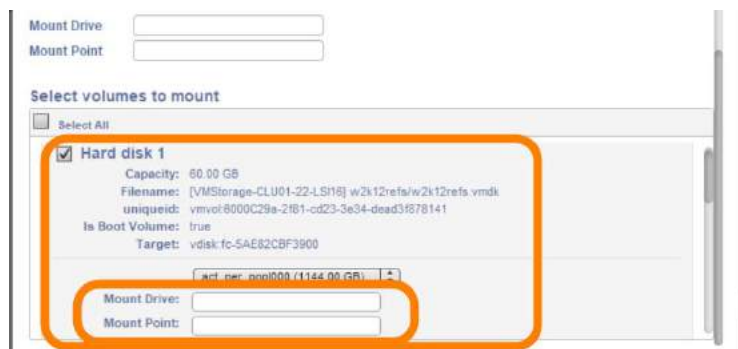 Mount Drive
Mount Point
Select volumes to mount
Select All
Hard disk 1
Capacity: 60.00 GB
Filename: [VMStorage-CLU01-22-LSI16] w2k12refs/w2k12refs.vmdk
uniqueid: vmvol:6000C29a-2f81-cd23-3e34-dead3f878141
Is Boot Volume: true
Target: vdisk:fc-5AE82CBF3900
act_per_pool000 (1144.00 GB)
Mount Drive:
Mount Point: